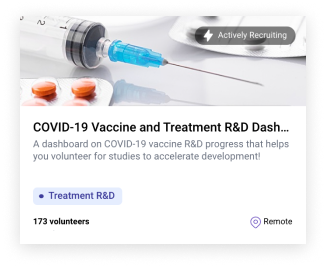 Actively Recruiting
COVID-19 Vaccine and Treatment R&D Dash...
A dashboard on COVID-19 vaccine R&D progress that helps
you volunteer for studies to accelerate development!
Treatment R&D
173 volunteers
Remote